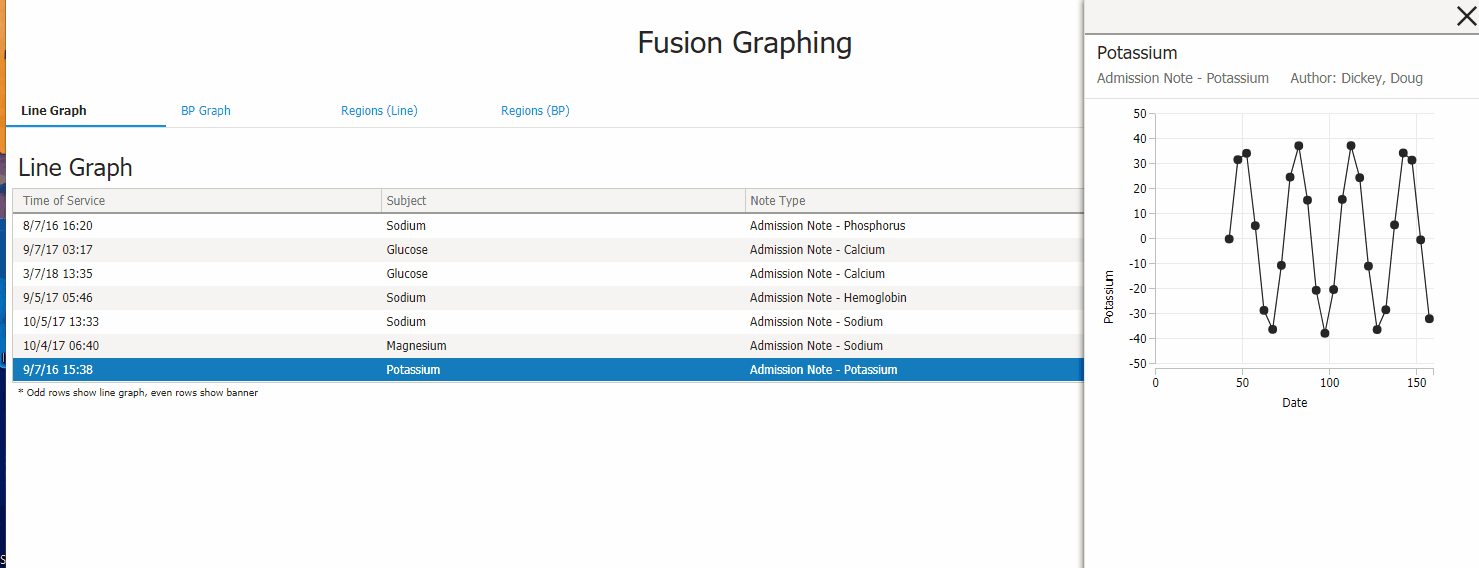 Fusion Graphing
Line Graph BP Graph Regions (Line) Regions (BP)
Line Graph
Time of Service Subject Note Type
8/7/16 16:20 Sodium Admission Note - Phosphorus
9/7/17 03:17 Glucose Admission Note - Calcium
3/7/18 13:35 Glucose Admission Note - Calcium
9/5/17 05:46 Sodium Admission Note - Hemoglobin
10/5/17 13:33 Sodium Admission Note - Sodium
10/4/17 06:40 Magnesium Admission Note - Sodium
9/7/16 15:38 Potassium Admission Note - Potassium
* Odd rows show line graph, even rows show banner
S
Potassium
Admission Note - Potassium Author: Dickey, Doug
50
40
30
20
10
0
-10
-20
-30
-40
-50
Potassium
0 50 100 150
Date